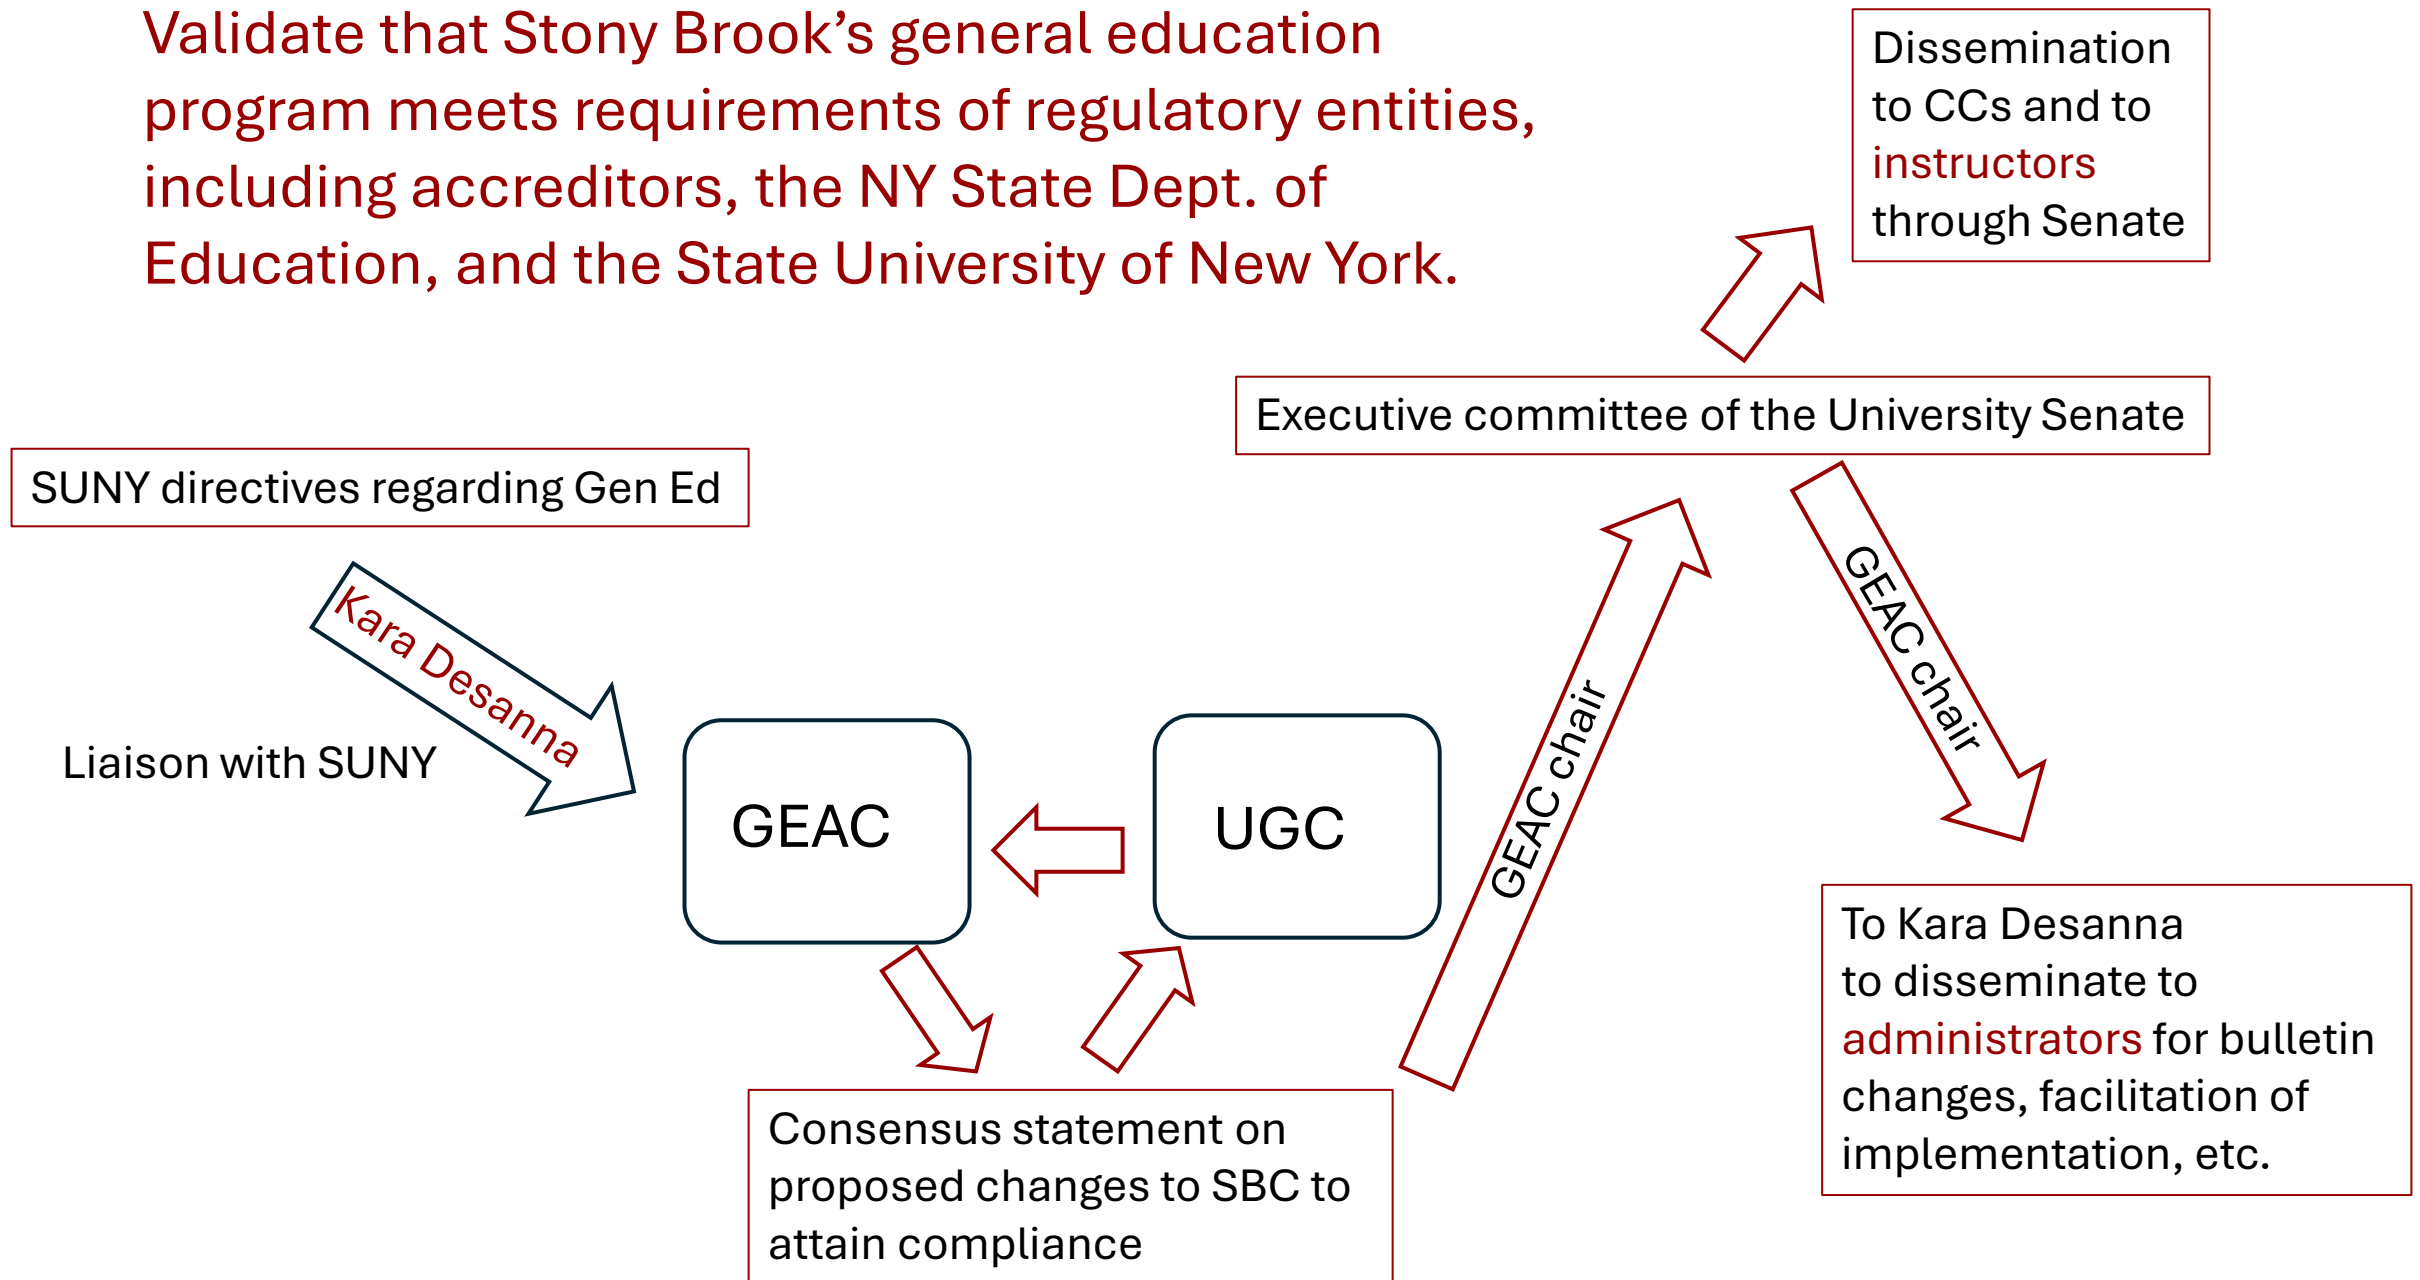 Validate that Stony Brook’s general education
program meets requirements of regulatory entities,
including accreditors, the NY State Dept. of
Education, and the State University of New York.
Dissemination
to CCs and to
instructors
through Senate
Executive committee of the University Senate
SUNY directives regarding Gen Ed
Kara Desanna
Liaison with SUNY
GEAC
UGC
GEAC chair
GEAC chair
To Kara Desanna
to disseminate to
administrators for bulletin
changes, facilitation of
implementation, etc.
Consensus statement on
proposed changes to SBC to
attain compliance